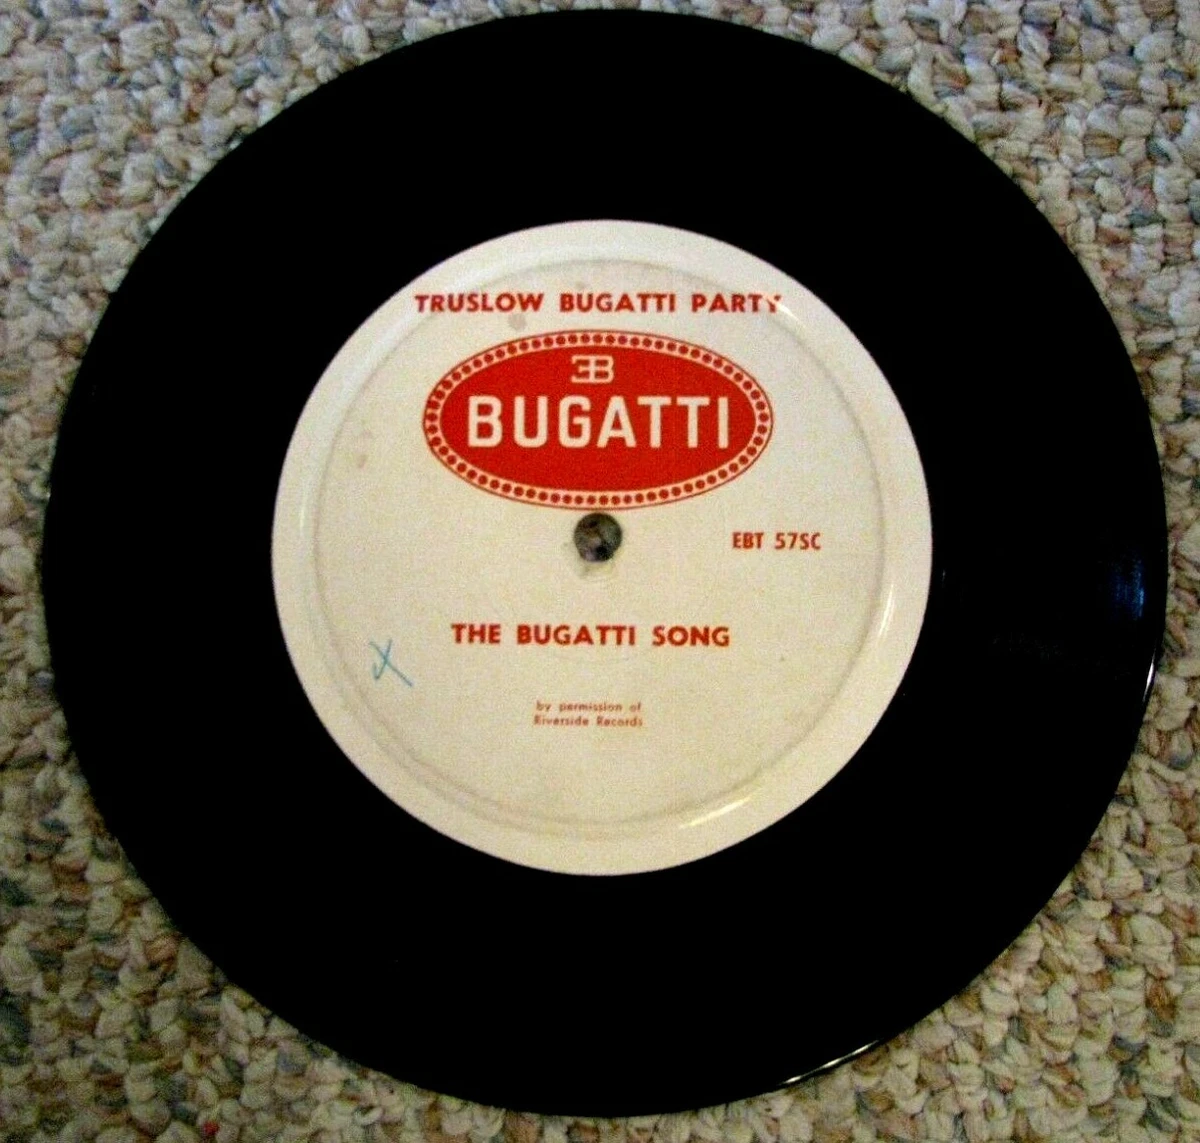 TRUSLOW BUGATTI PARTY
EB
BUGATTI
EBT 57SC
THE BUGATTI SONG
by permission of
Riverside Records